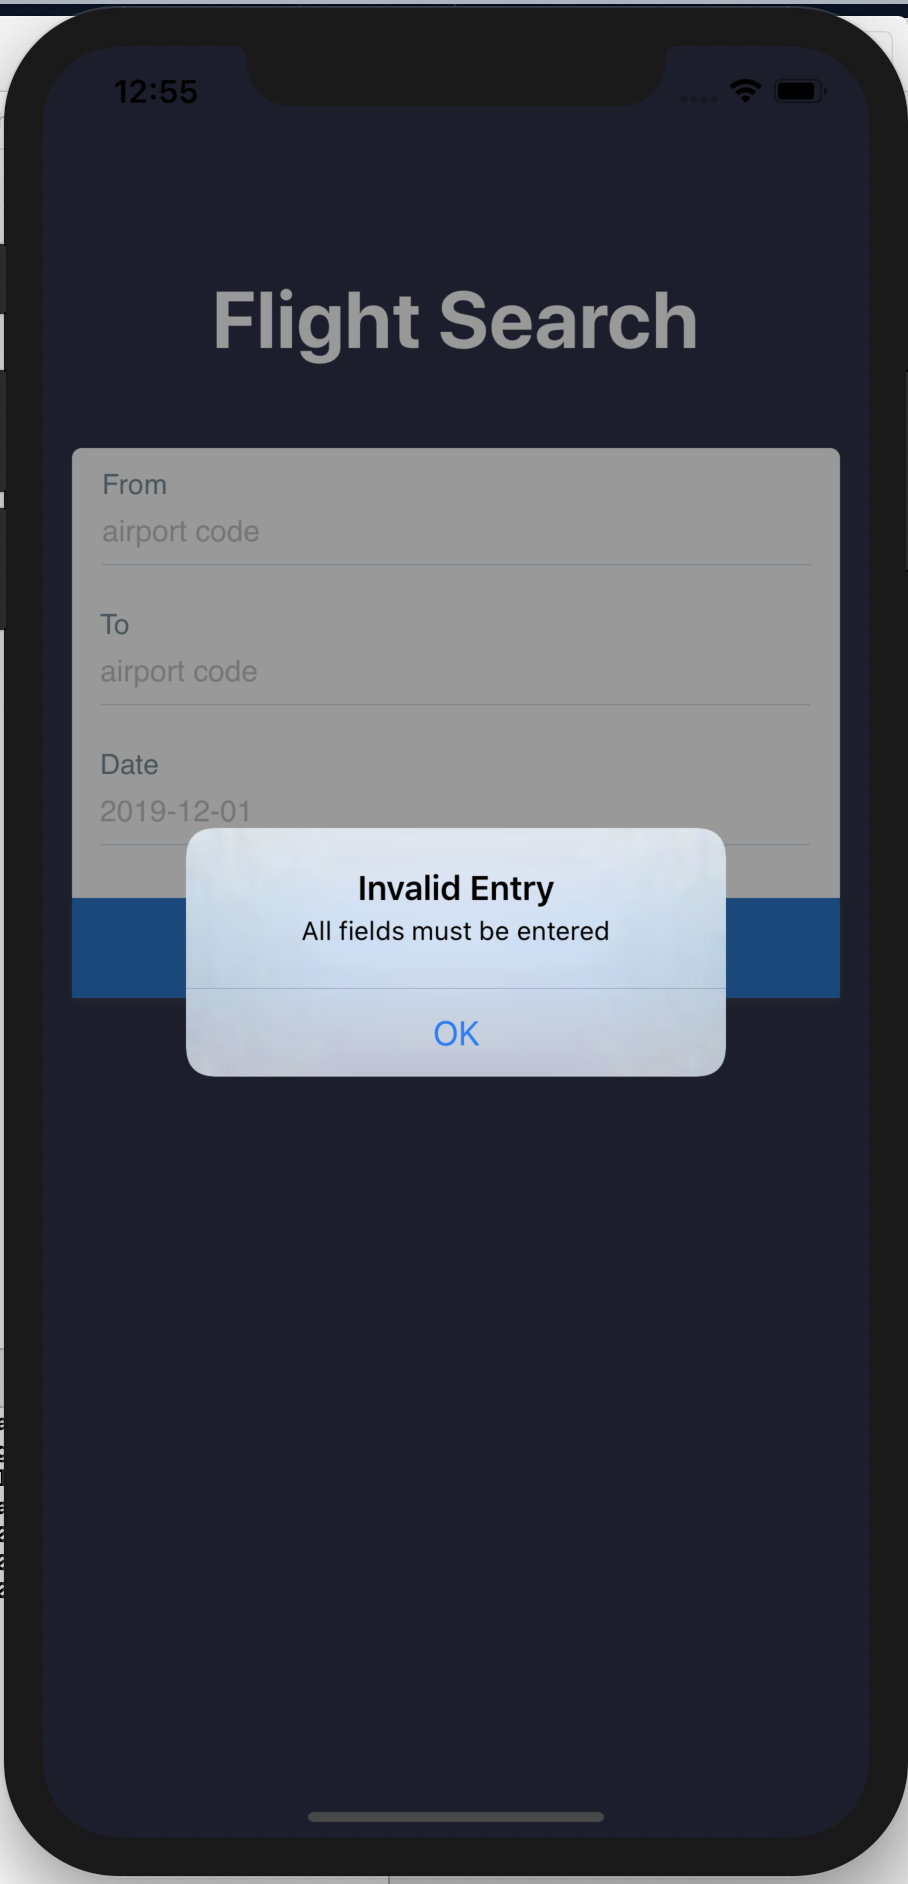 12:55
Flight Search
From
airport code
To
airport code
Date
2019-12-01
Invalid Entry
All fields must be entered
OK